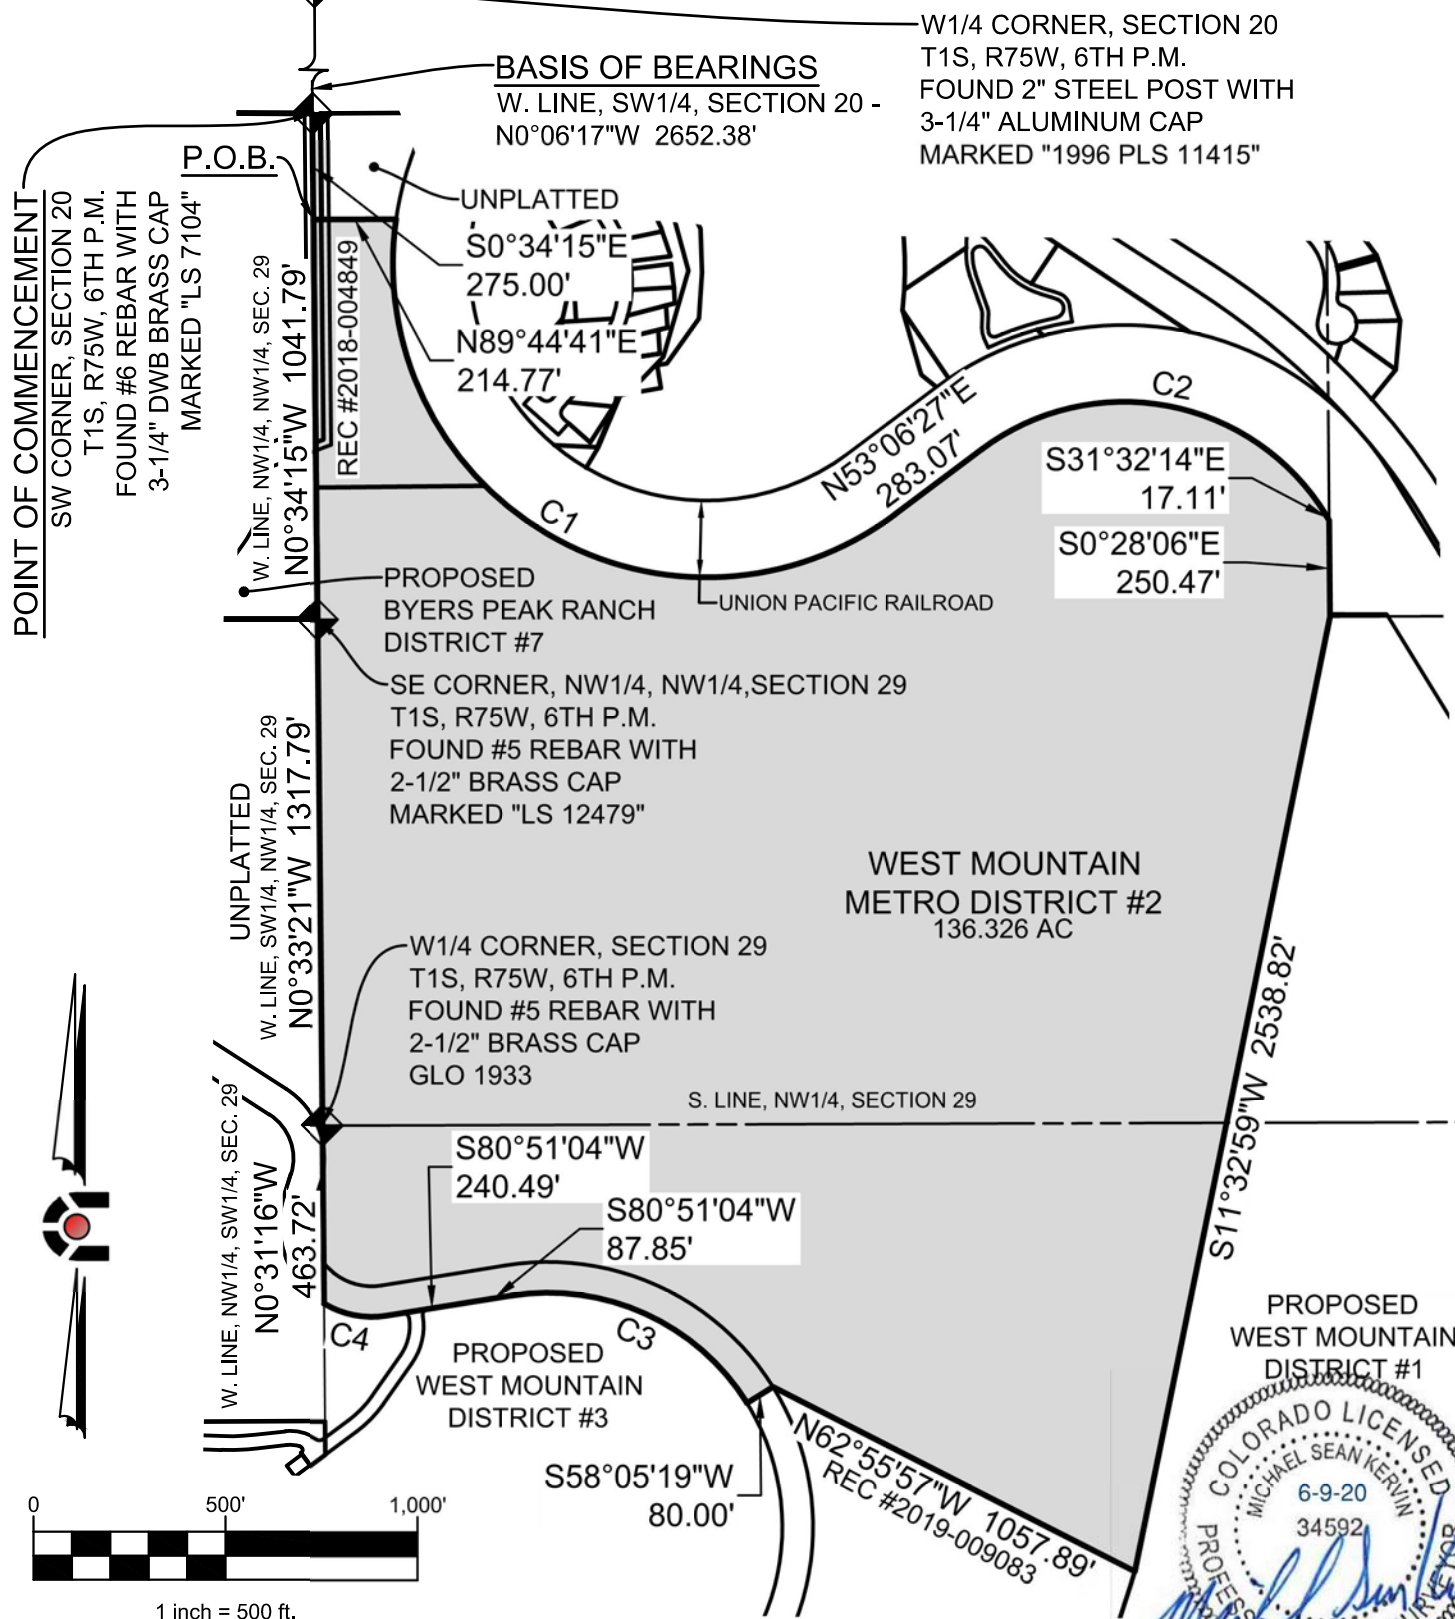 W1/4 CORNER, SECTION 20
T1S, R75W, 6TH P.M.
FOUND 2" STEEL POST WITH
3-1/4" ALUMINUM CAP
MARKED "1996 PLS 11415"
BASIS OF BEARINGS
W. LINE, SW1/4, SECTION 20 -
N0°06'17"W 2652.38'
P.O.B.
POINT OF COMMENCEMENT
SW CORNER, SECTION 20
T1S, R75W, 6TH P.M.
FOUND #6 REBAR WITH
3-1/4" DWB BRASS CAP
MARKED "LS 7104"
UNPLATTED
S0°34'15"E
275.00'
N89°44'41"E
214.77'
W. LINE, NW1/4, NW1/4, SEC. 29
N0°34'15"W 1041.79'
REC #2018-004849
C1
N53°06'27"E
283.07'
C2
S31°32'14"E
17.11'
S0°28'06"E
250.47'
UNION PACIFIC RAILROAD
PROPOSED
BYERS PEAK RANCH
DISTRICT #7
SE CORNER, NW1/4, NW1/4,SECTION 29
T1S, R75W, 6TH P.M.
FOUND #5 REBAR WITH
2-1/2" BRASS CAP
MARKED "LS 12479"
UNPLATTED
W. LINE, SW1/4, NW1/4, SEC. 29
N0°33'21"W 1317.79'
WEST MOUNTAIN
METRO DISTRICT #2
136.326 AC
W1/4 CORNER, SECTION 29
T1S, R75W, 6TH P.M.
FOUND #5 REBAR WITH
2-1/2" BRASS CAP
GLO 1933
S. LINE, NW1/4, SECTION 29
S11°32'59"W 2538.82'
W. LINE, NW1/4, SW1/4, SEC. 29
N0°31'16"W
463.72'
S80°51'04"W
240.49'
S80°51'04"W
87.85'
C4
C3
PROPOSED
WEST MOUNTAIN
DISTRICT #3
S58°05'19"W
80.00'
N62°55'57"W 1057.89'
REC #2019-009083
PROPOSED
WEST MOUNTAIN
DISTRICT #1
COLORADO LICENSED
MICHAEL SEAN KERVIN
6-9-20
34592
0 500' 1,000'
1 inch = 500 ft.